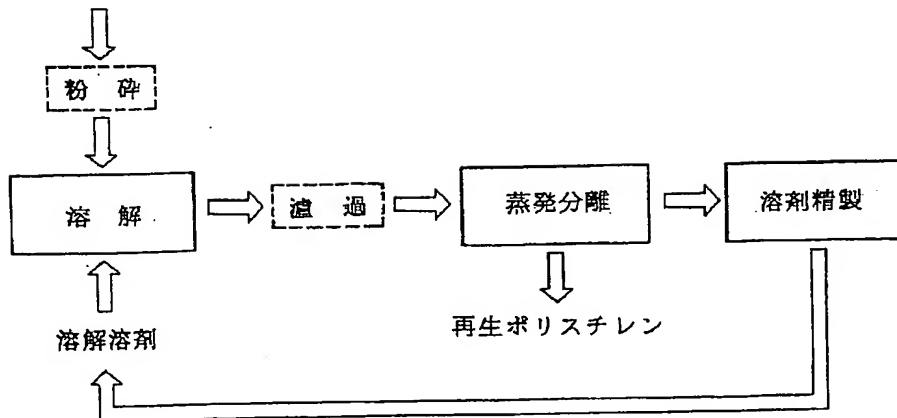 粉砕
溶解
濾過
蒸発分離
溶剤精製
再生ポリスチレン
溶解溶剤